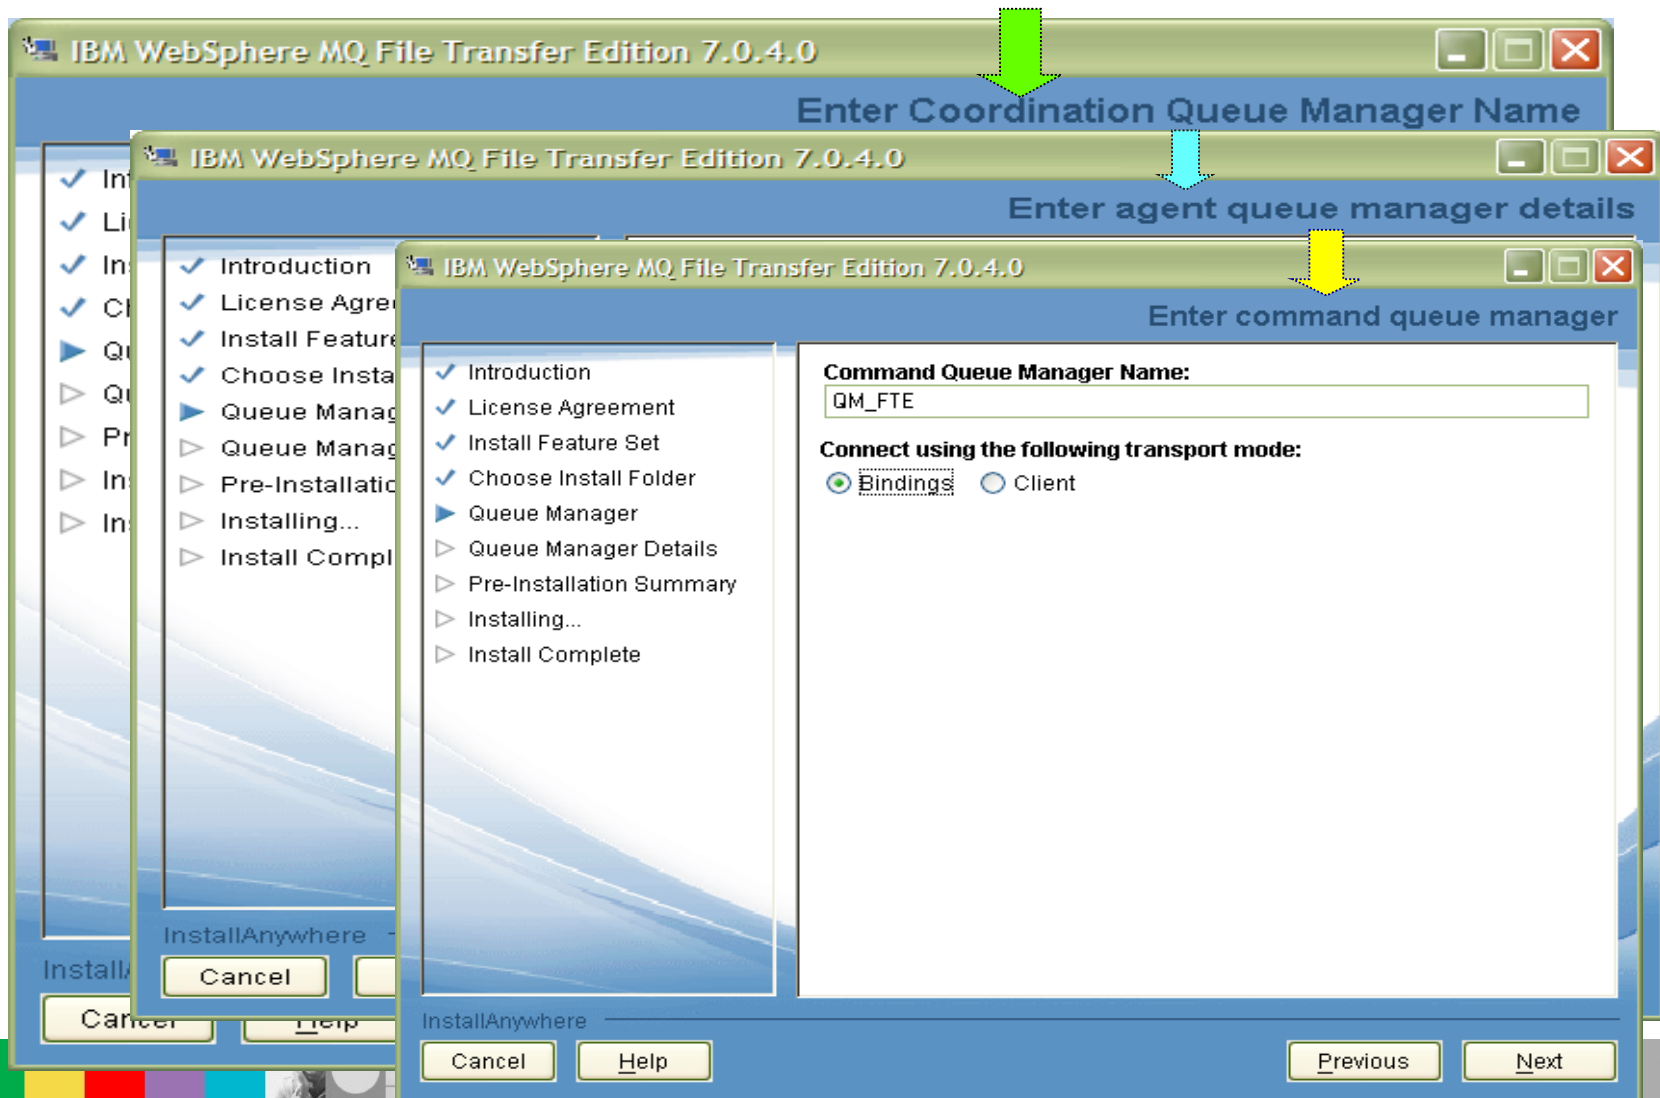 IBM WebSphere MQ File Transfer Edition 7.0.4.0
Enter Coordination Queue Manager Name
IBM WebSphere MQ File Transfer Edition 7.0.4.0
Enter agent queue manager details
Introduction
License Agre
Install Feature
Choose Insta
Queue Manag
Queue Manag
Pre-Installatio
Installing...
Install Compl
InstallAnywhere
Cancel
Install
Cancel
Help
IBM WebSphere MQ File Transfer Edition 7.0.4.0
Enter command queue manager
Introduction
License Agreement
Install Feature Set
Choose Install Folder
Queue Manager
Queue Manager Details
Pre-Installation Summary
Installing...
Install Complete
Command Queue Manager Name:
QM_FTE
Connect using the following transport mode:
Bindings Client
InstallAnywhere
Cancel Help Previous Next